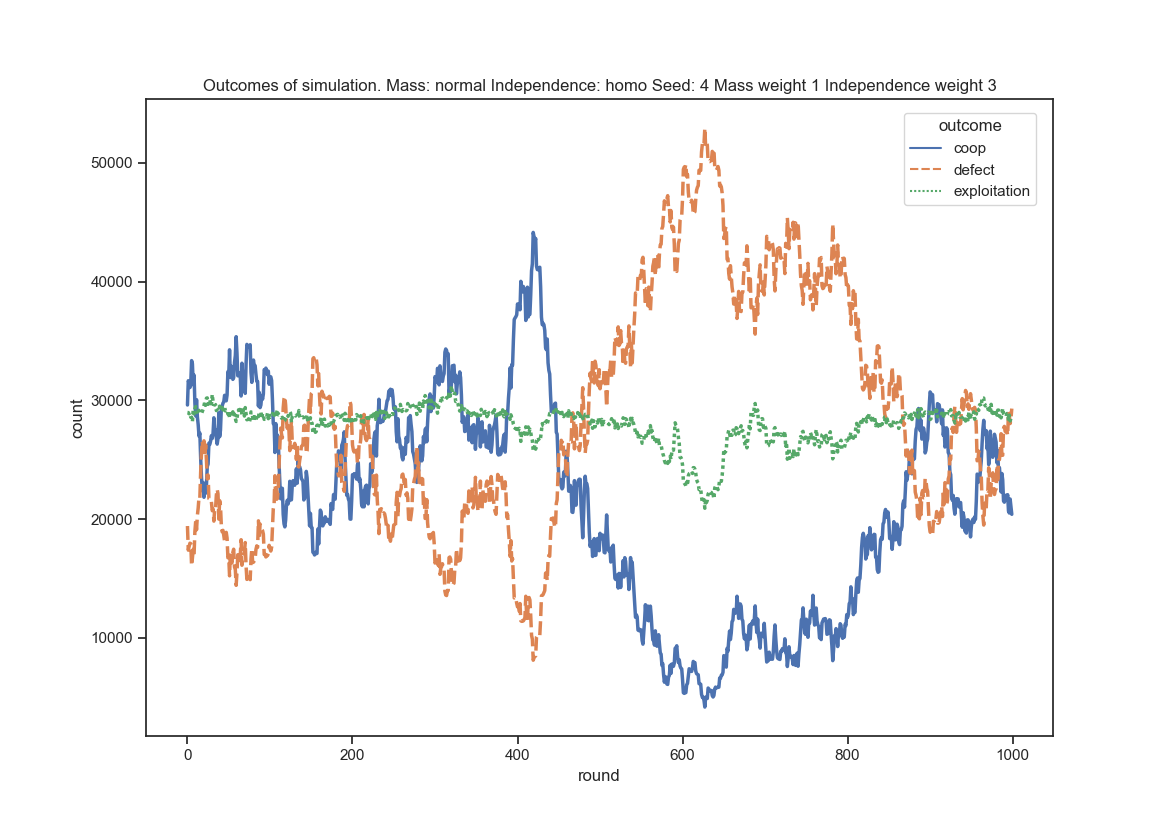 Outcomes of simulation. Mass: normal Independence: homo Seed: 4 Mass weight 1 Independence weight 3
outcome
coop
defect
exploitation
50000
40000
30000
20000
10000
count
0 200 400 600 800 1000
round